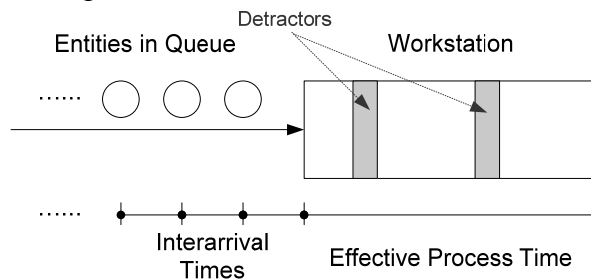 Detractors
Entities in Queue
Workstation
......
......
Interarrival
Times
Effective Process Time